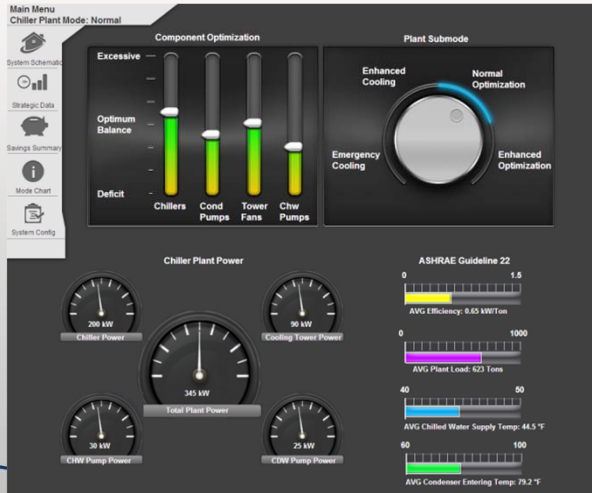 Main Menu
Chiller Plant Mode: Normal
System Schematic
Strategic Data
Savings Summary
Mode Chart
System Config
Component Optimization
Excessive
Optimum
Balance
Deficit
Chillers
Cond
Pumps
Tower
Fans
Chw
Pumps
Plant Submode
Enhanced
Cooling
Normal
Optimization
Emergency
Cooling
Enhanced
Optimization
Chiller Plant Power
200 kW
Chiller Power
90 kW
Cooling Tower Power
345 kW
Total Plant Power
30 kW
CHW Pump Power
25 kW
CDW Pump Power
ASHRAE Guideline 22
0 1.5
AVG Efficiency: 0.65 kW/Ton
0 1000
AVG Plant Load: 623 Tons
40 50
AVG Chilled Water Supply Temp: 44.5 °F
60 100
AVG Condenser Entering Temp: 79.2 °F